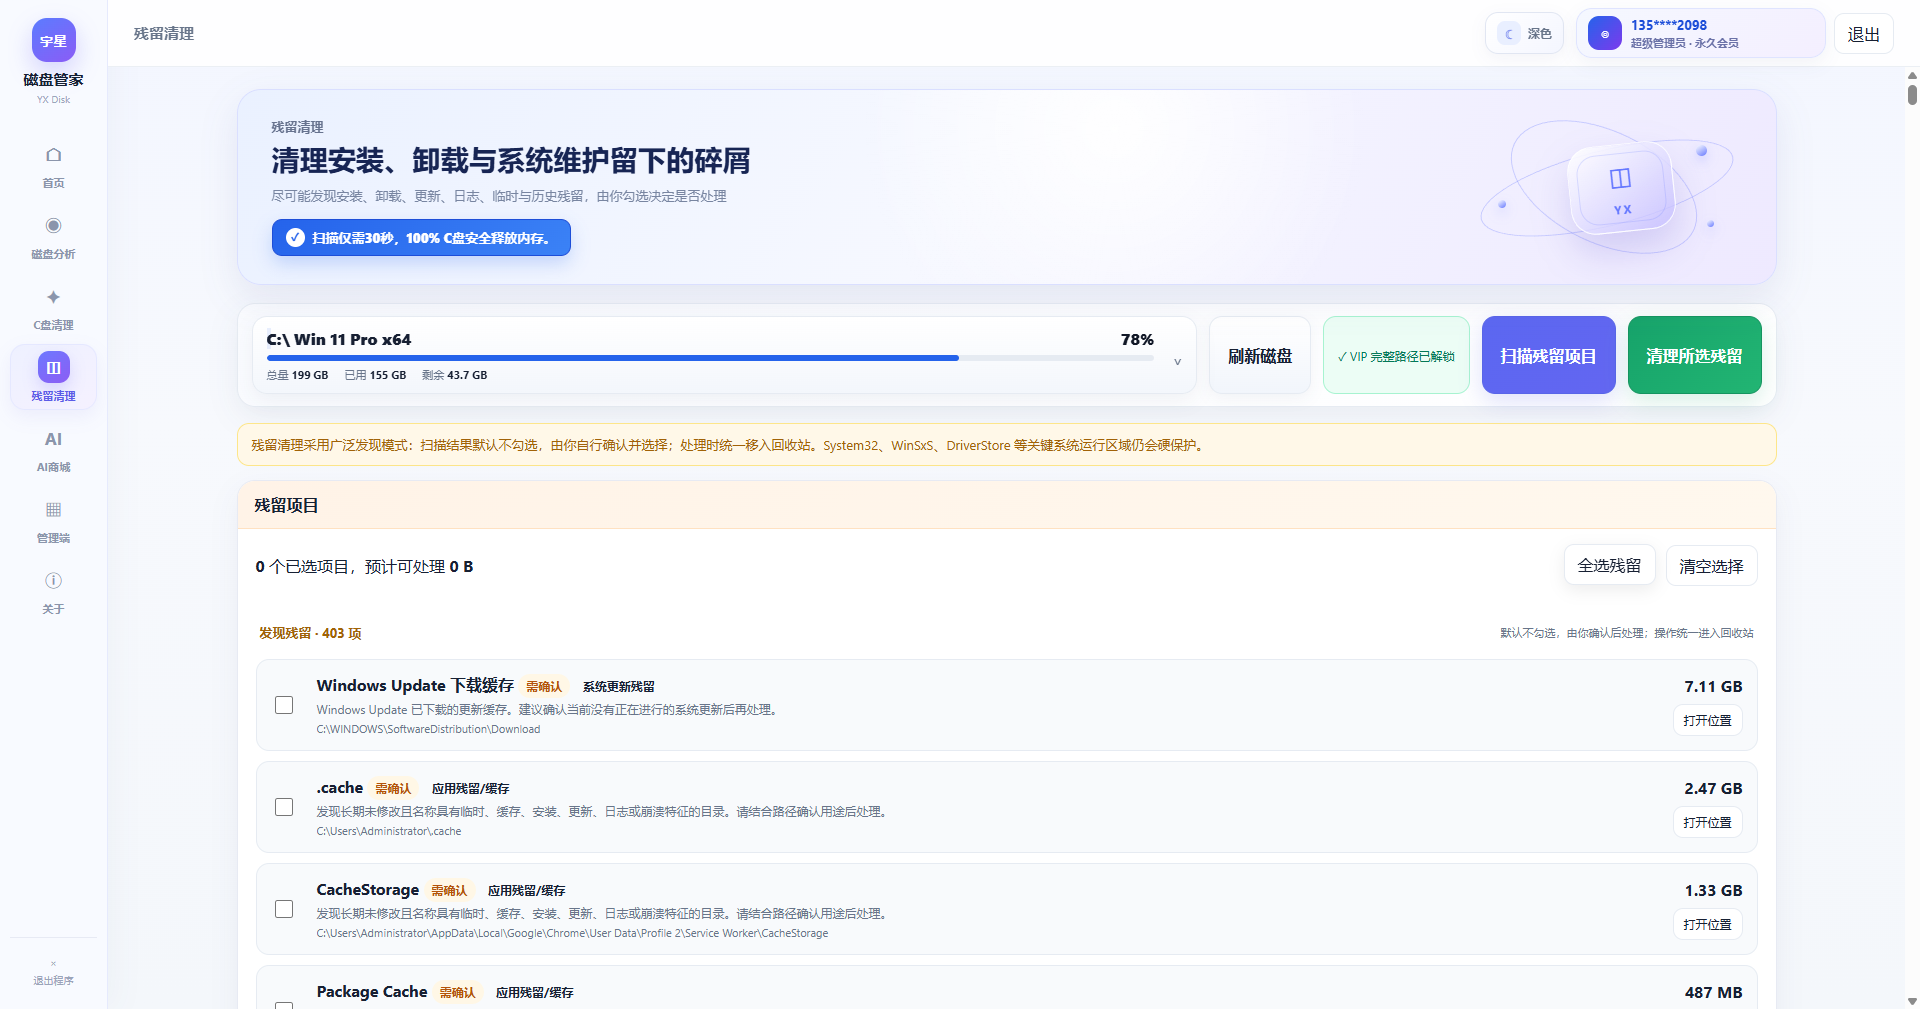 宇星
磁盘管家
YX Disk
首页
磁盘分析
C盘清理
残留清理
AI
AI商城
管理端
关于
×
退出程序
残留清理
深色
135****2098
超级管理员 · 永久会员
退出
残留清理
清理安装、卸载与系统维护留下的碎屑
尽可能发现安装、卸载、更新、日志、临时与历史残留，由你勾选决定是否处理
✓ 扫描仅需30秒，100% C盘安全释放内存。
YX
C:\ Win 11 Pro x64
78%
总量 199 GB 已用 155 GB 剩余 43.7 GB
刷新磁盘
✓ VIP 完整路径已解锁
扫描残留项目
清理所选残留
残留清理采用广泛发现模式：扫描结果默认不勾选，由你自行确认并选择；处理时统一移入回收站。System32、WinSxS、DriverStore 等关键系统运行区域仍会硬保护。
残留项目
0 个已选项目，预计可处理 0 B
全选残留
清空选择
发现残留 · 403 项
默认不勾选，由你确认后处理；操作统一进入回收站
Windows Update 下载缓存 需确认 系统更新残留
7.11 GB
Windows Update 已下载的更新缓存。建议确认当前没有正在进行的系统更新后再处理。
打开位置
C:\WINDOWS\SoftwareDistribution\Download
.cache 需确认 应用残留/缓存
2.47 GB
发现长期未修改且名称具有临时、缓存、安装、更新、日志或崩溃特征的目录。请结合路径确认用途后处理。
打开位置
C:\Users\Administrator\.cache
CacheStorage 需确认 应用残留/缓存
1.33 GB
发现长期未修改且名称具有临时、缓存、安装、更新、日志或崩溃特征的目录。请结合路径确认用途后处理。
打开位置
C:\Users\Administrator\AppData\Local\Google\Chrome\User Data\Profile 2\Service Worker\CacheStorage
Package Cache 需确认 应用残留/缓存
487 MB